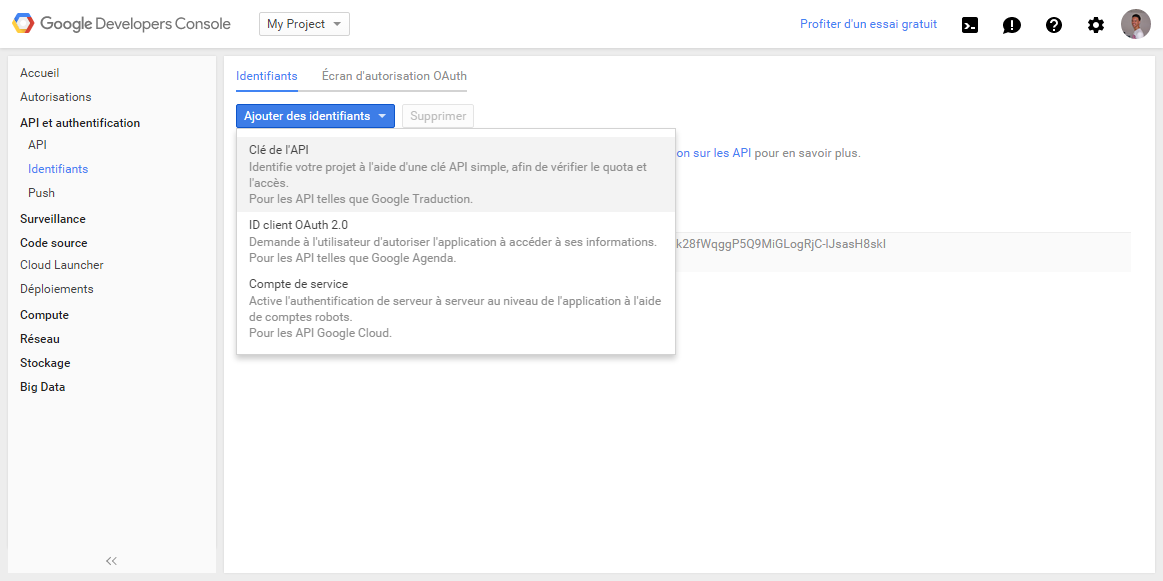 Google Developers Console
My Project
Profiter d'un essai gratuit
Accueil
Autorisations
API et authentification
API
Identifiants
Push
Surveillance
Code source
Cloud Launcher
Déploiements
Compute
Réseau
Stockage
Big Data
Identifiants
Écran d'autorisation OAuth
Ajouter des identifiants
Supprimer
Clé de l'API
Identifie votre projet à l'aide d'une clé API simple, afin de vérifier le quota et
l'accès.
Pour les API telles que Google Traduction.
ID client OAuth 2.0
Demande à l'utilisateur d'autoriser l'application à accéder à ses informations.
Pour les API telles que Google Agenda.
Compte de service
Active l'authentification de serveur à serveur au niveau de l'application à l'aide
de comptes robots.
Pour les API Google Cloud.
on sur les API pour en savoir plus.
k28fWqggP5Q9MiGLogRjC-IJsasH8skI